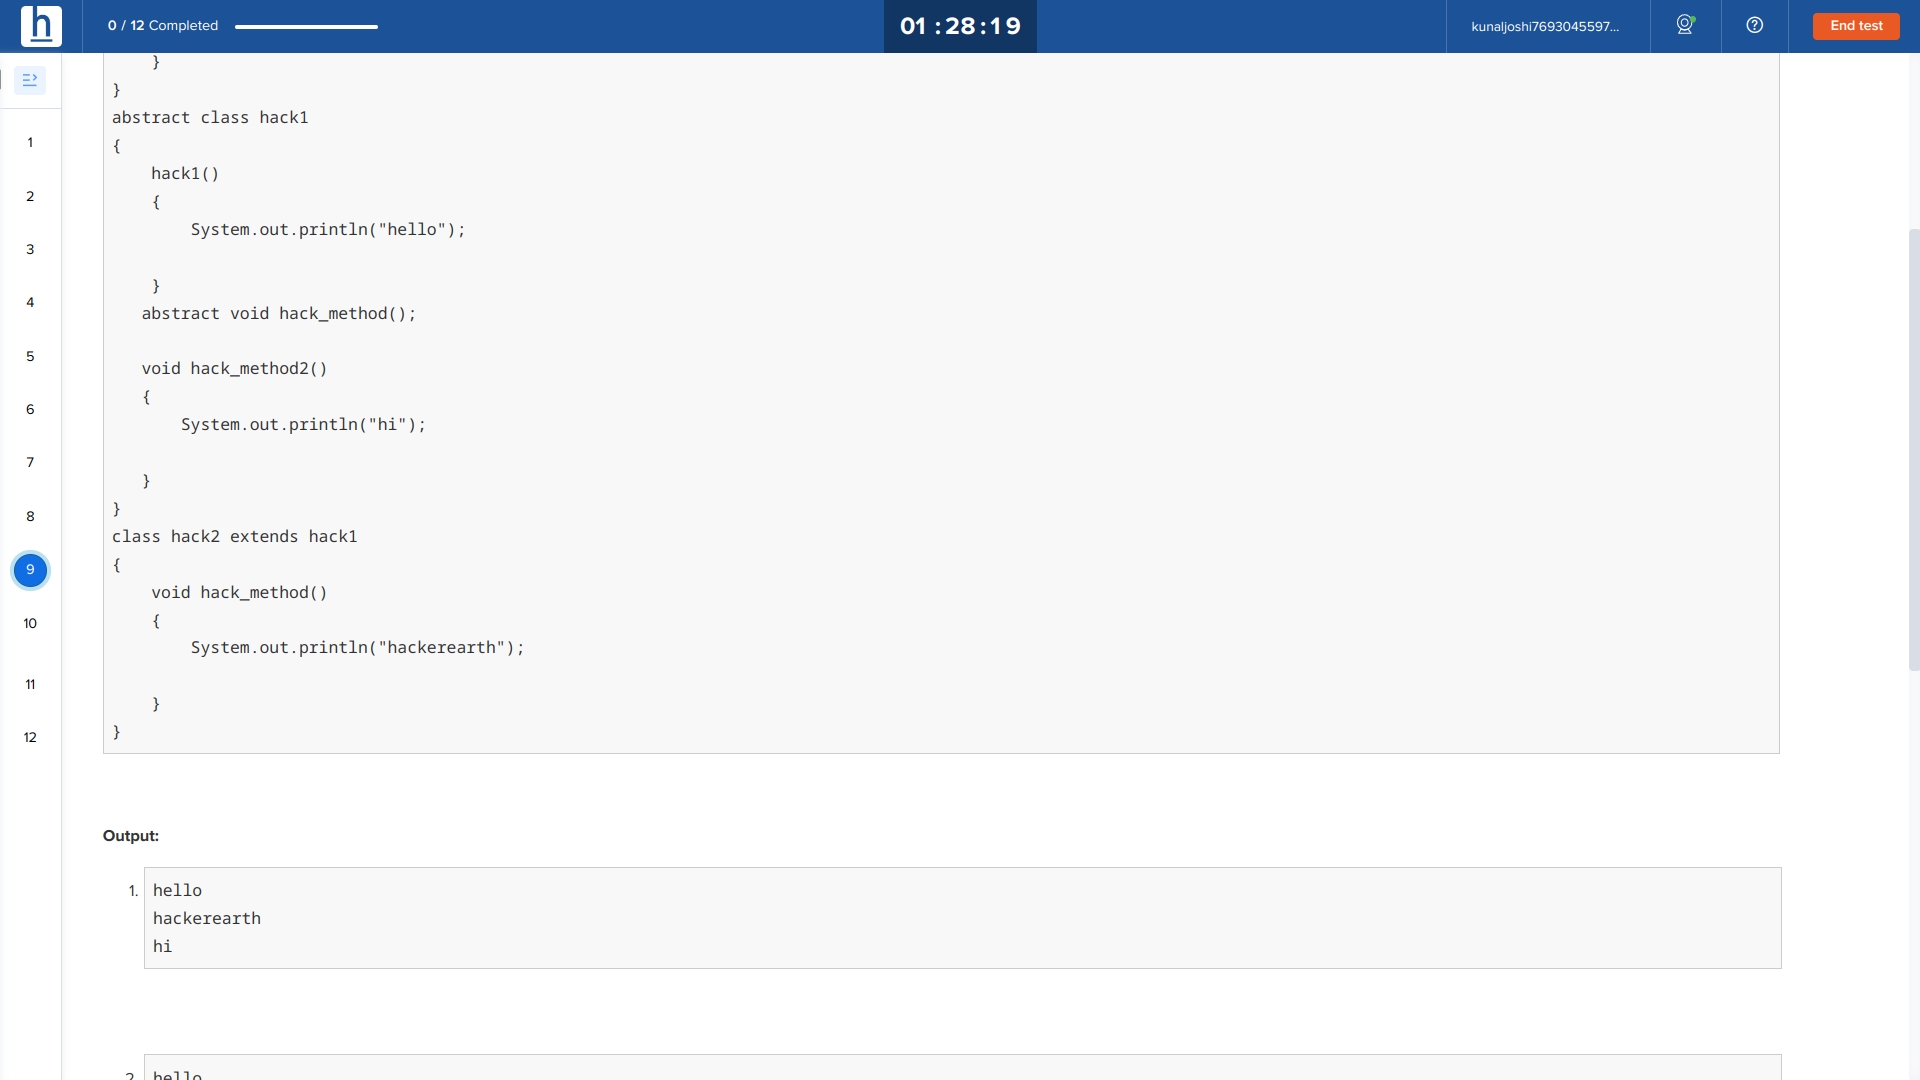 h
0 / 12 Completed
01 : 28 : 19
kunaljoshi7693045597...
End test
1
2
3
4
5
6
7
8
9
10
11
12
}
}
abstract class hack1
{
hack1()
{
System.out.println("hello");
}
abstract void hack_method();
void hack_method2()
{
System.out.println("hi");
}
}
class hack2 extends hack1
{
void hack_method()
{
System.out.println("hackerearth");
}
}
Output:
1. hello
hackerearth
hi
2. hello